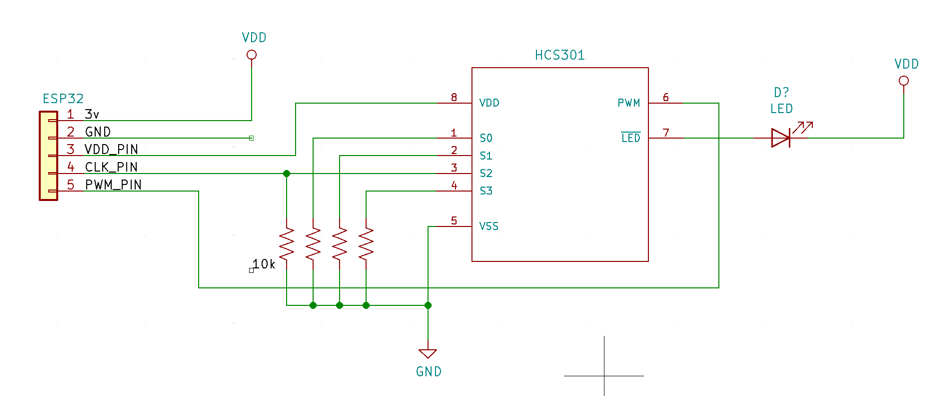 VDD
HCS301
VDD
ESP32
D?
LED
1 3v
2 GND
3 VDD_PIN
4 CLK_PIN
5 PWM_PIN
8 VDD
PWM 6
1 S0
LED 7
2 S1
3 S2
4 S3
5 VSS
10k
GND